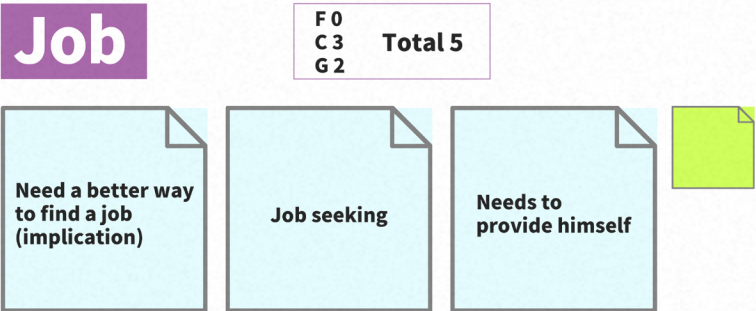 Job
F 0
C 3
G 2
Total 5
Need a better way
to find a job
(implication)
Job seeking
Needs to
provide himself